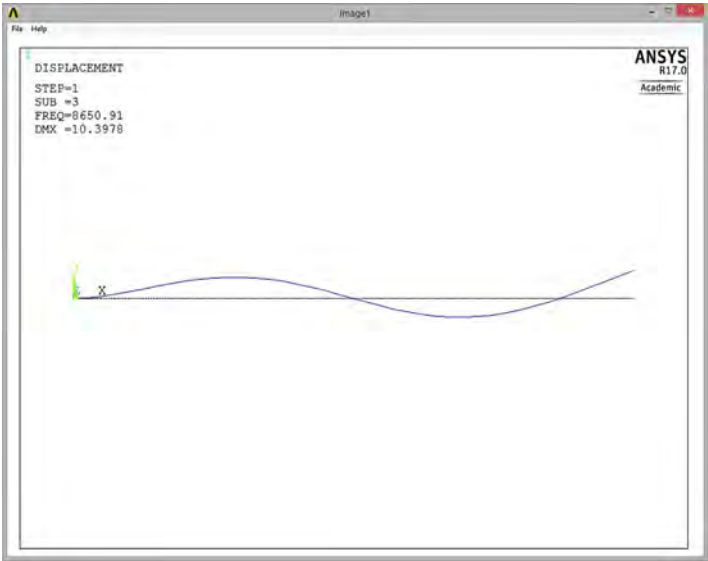 Image1
File Help
DISPLACEMENT
STEP=1
SUB =3
FREQ=8650.91
DMX =10.3978
ANSYS
R17.0
Academic
X